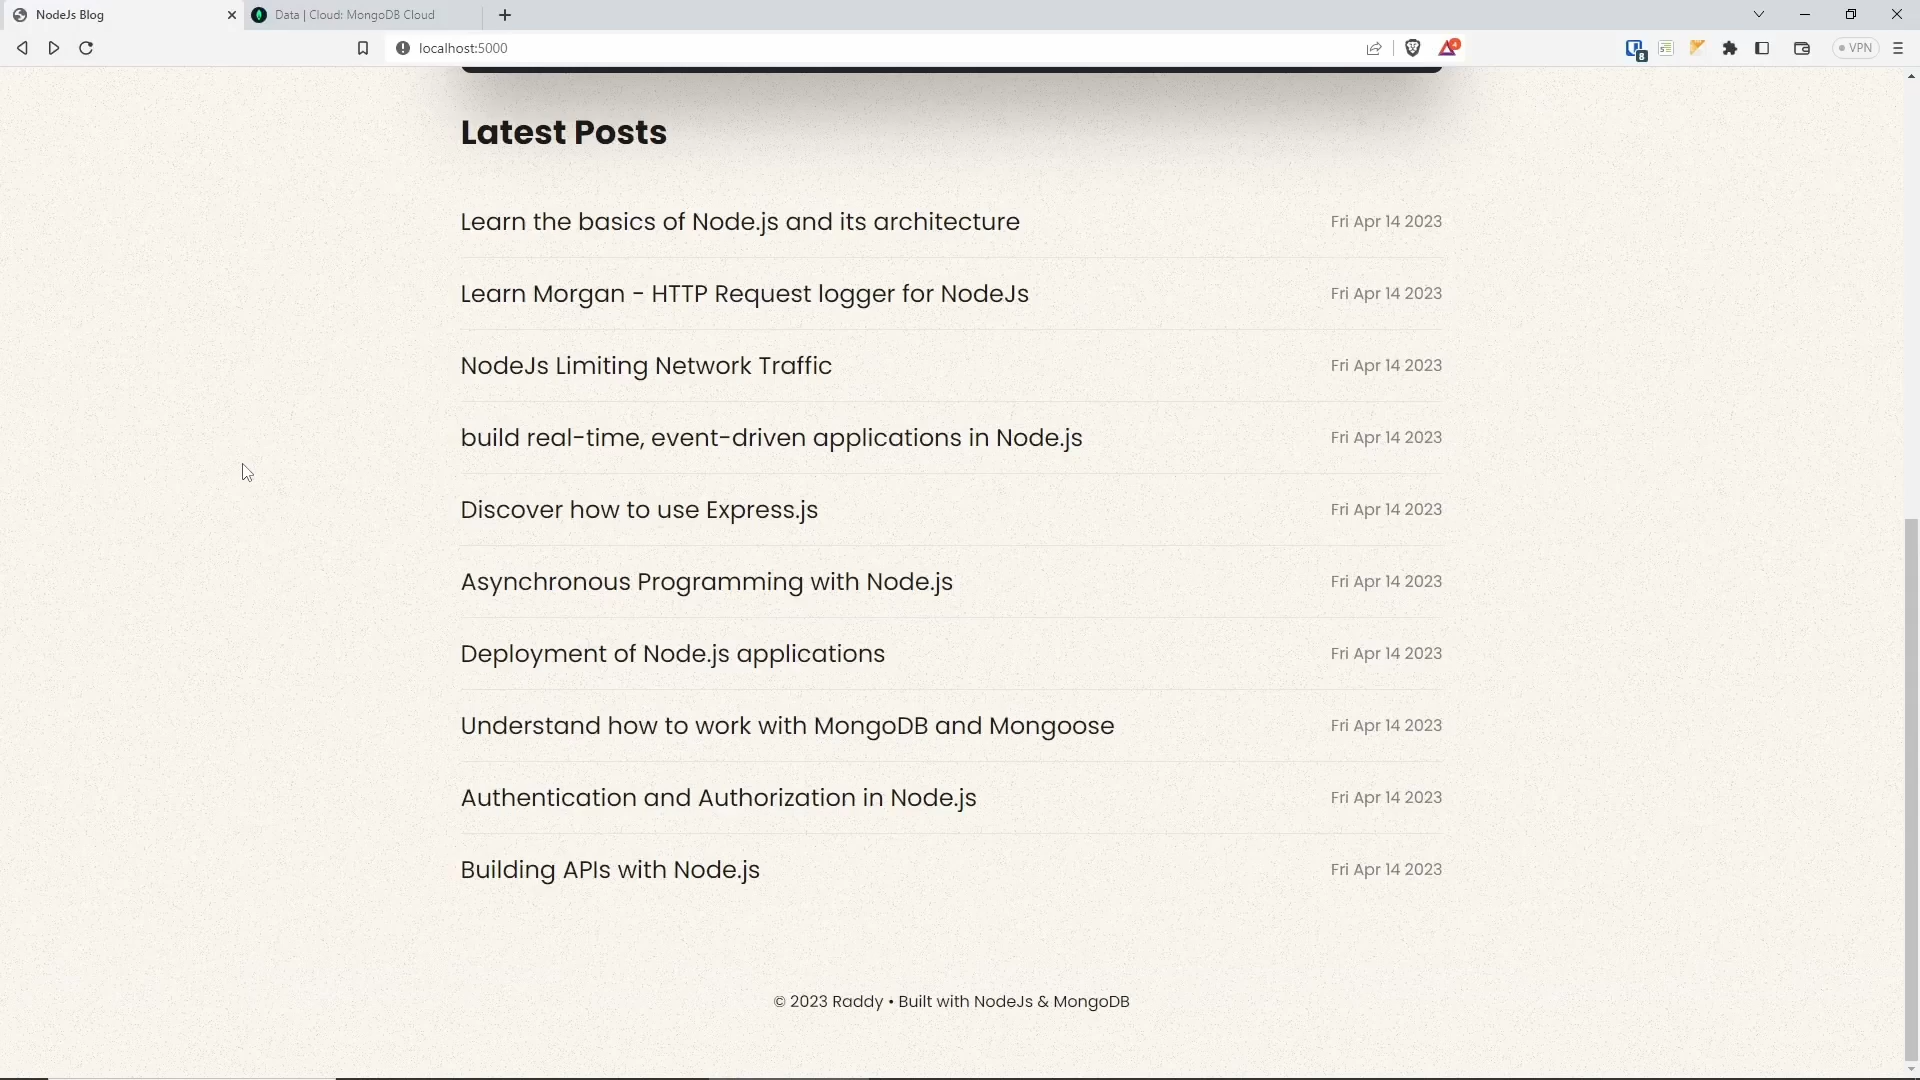 NodeJs Blog
Data | Cloud: MongoDB Cloud
localhost:5000
4
8
VPN
Latest Posts
Learn the basics of Node.js and its architecture Fri Apr 14 2023
Learn Morgan - HTTP Request logger for NodeJs Fri Apr 14 2023
NodeJs Limiting Network Traffic Fri Apr 14 2023
build real-time, event-driven applications in Node.js Fri Apr 14 2023
Discover how to use Express.js Fri Apr 14 2023
Asynchronous Programming with Node.js Fri Apr 14 2023
Deployment of Node.js applications Fri Apr 14 2023
Understand how to work with MongoDB and Mongoose Fri Apr 14 2023
Authentication and Authorization in Node.js Fri Apr 14 2023
Building APIs with Node.js Fri Apr 14 2023
© 2023 Raddy • Built with NodeJs & MongoDB